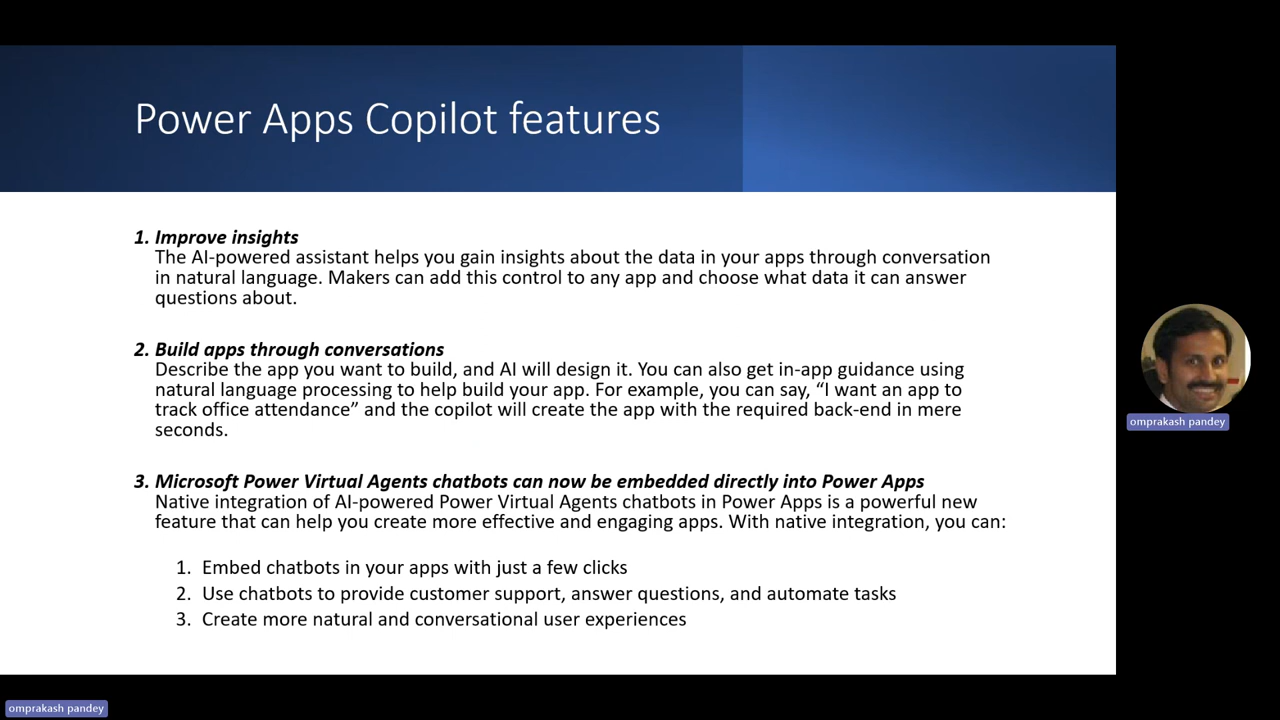 Power Apps Copilot features
1. Improve insights
The AI-powered assistant helps you gain insights about the data in your apps through conversation
in natural language. Makers can add this control to any app and choose what data it can answer
questions about.
2. Build apps through conversations
Describe the app you want to build, and AI will design it. You can also get in-app guidance using
natural language processing to help build your app. For example, you can say, “I want an app to
track office attendance” and the copilot will create the app with the required back-end in mere
seconds.
3. Microsoft Power Virtual Agents chatbots can now be embedded directly into Power Apps
Native integration of AI-powered Power Virtual Agents chatbots in Power Apps is a powerful new
feature that can help you create more effective and engaging apps. With native integration, you can:
1. Embed chatbots in your apps with just a few clicks
2. Use chatbots to provide customer support, answer questions, and automate tasks
3. Create more natural and conversational user experiences
omprakash pandey
omprakash pandey